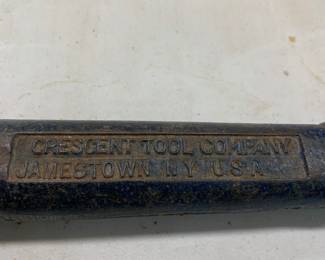 CRESCENT TOOL COMPANY
JAMESTOWN N.Y. U.S.A.